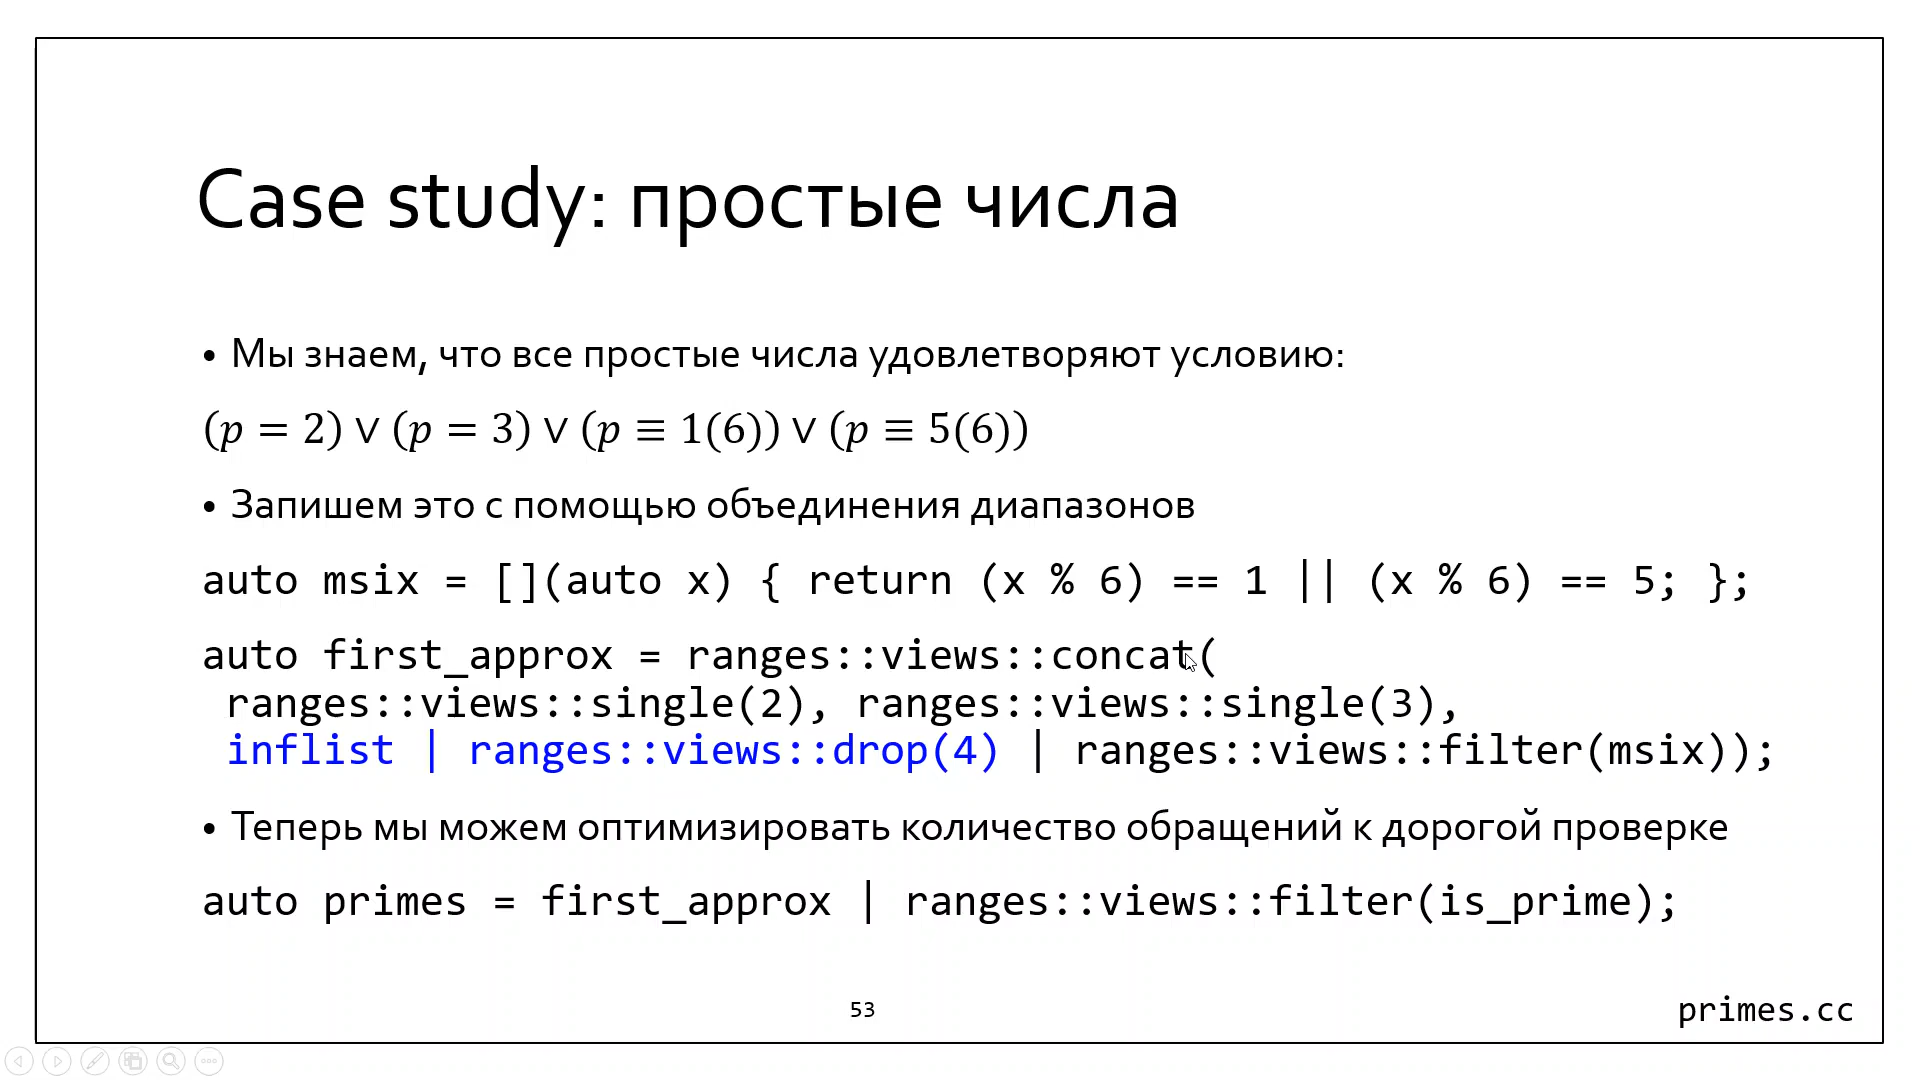 Case study: простые числа
• Мы знаем, что все простые числа удовлетворяют условию:
(p = 2) ∨ (p = 3) ∨ (p ≡ 1(6)) ∨ (p ≡ 5(6))
• Запишем это с помощью объединения диапазонов
auto msix = [](auto x) { return (x % 6) == 1 || (x % 6) == 5; };
auto first_approx = ranges::views::concat(
ranges::views::single(2), ranges::views::single(3),
inflist | ranges::views::drop(4) | ranges::views::filter(msix));
• Теперь мы можем оптимизировать количество обращений к дорогой проверке
auto primes = first_approx | ranges::views::filter(is_prime);
53
primes.cc